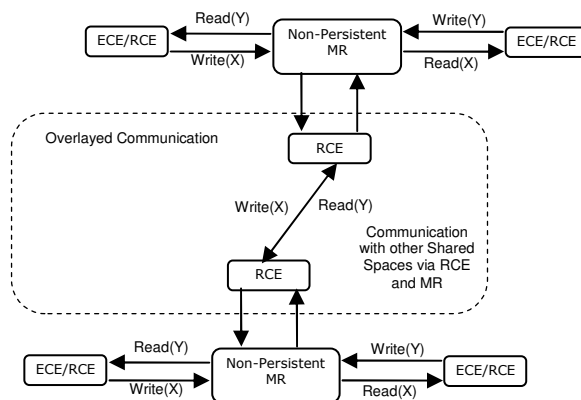 Read(Y)
Write(Y)
ECE/RCE
Non-Persistent
MR
ECE/RCE
Write(X)
Read(X)
Overlayed Communication
RCE
Write(X)
Read(Y)
Communication
with other Shared
Spaces via RCE
and MR
RCE
Read(Y)
Write(Y)
ECE/RCE
Non-Persistent
MR
ECE/RCE
Write(X)
Read(X)